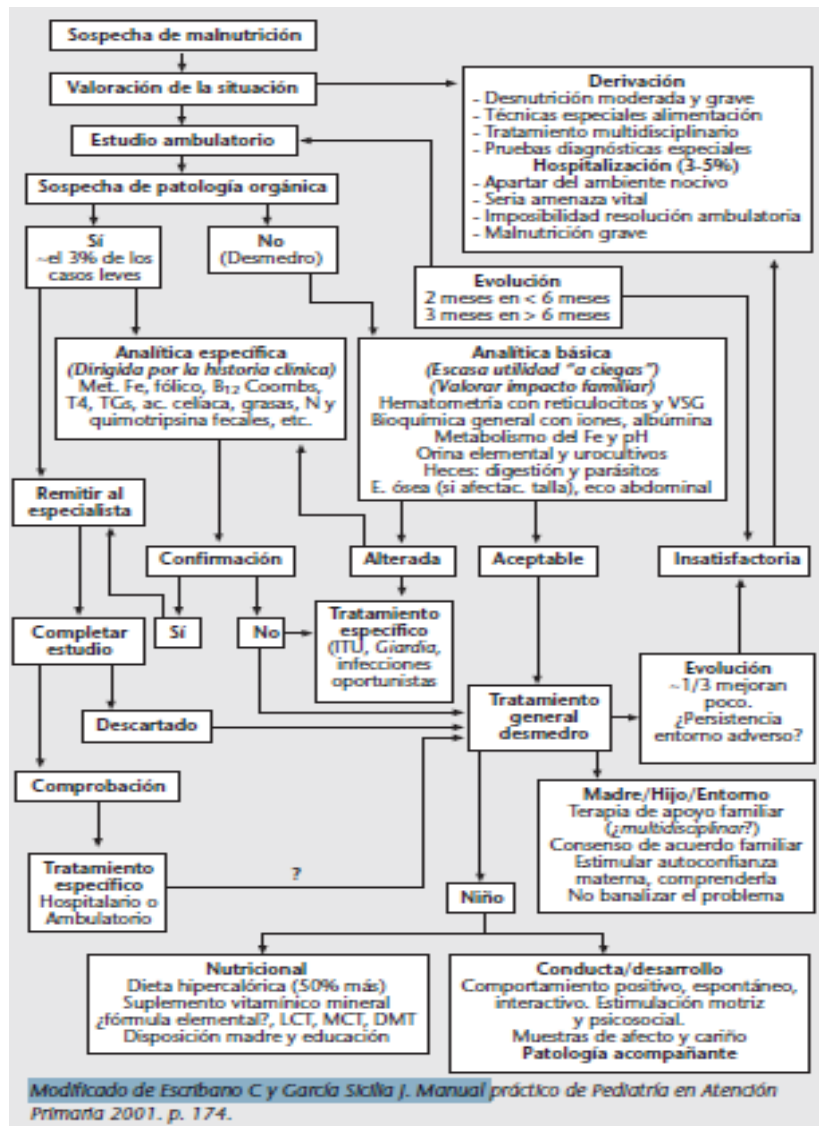 Sospecha de malnutrición
Valoración de la situación
Estudio ambulatorio
Sospecha de patología orgánica
Derivación
- Desnutrición moderada y grave
- Técnicas especiales alimentación
- Tratamiento multidisciplinario
- Pruebas diagnósticas especiales
Hospitalización (3-5%)
- Apartar del ambiente nocivo
- Seria amenaza vital
- Imposibilidad resolución ambulatoria
- Malnutrición grave
Sí
~el 3% de los
casos leves
No
(Desmedro)
Evolución
2 meses en < 6 meses
3 meses en > 6 meses
Analítica específica
(Dirigida por la historia clínica)
Met. Fe, fólico, B12 Coombs,
T4, TGs, ac. celíaca, grasas, N y
quimotripsina fecales, etc.
Analítica básica
(Escasa utilidad "a ciegas")
(Valorar impacto familiar)
Hematometría con reticulocitos y VSG
Bioquímica general con iones, albúmina
Metabolismo del Fe y pH
Orina elemental y urocultivos
Heces: digestión y parásitos
E. ósea (si afectac. talla), eco abdominal
Remitir al
especialista
Confirmación
Alterada
Aceptable
Insatisfactoria
Completar
estudio
Sí
No
Tratamiento
específico
(ITU, Giardia,
infecciones
oportunistas
Evolución
~1/3 mejoran
poco.
¿Persistencia
entorno adverso?
Descartado
Tratamiento
general
desmedro
Comprobación
Madre/Hijo/Entorno
Terapia de apoyo familiar
(¿multidisciplinar?)
Consenso de acuerdo familiar
Estimular autoconfianza
materna, comprenderla
No banalizar el problema
Tratamiento
específico
Hospitalario o
Ambulatorio
?
Niño
Nutricional
Dieta hipercalórica (50% más)
Suplemento vitamínico mineral
¿fórmula elemental?, LCT, MCT, DMT
Disposición madre y educación
Conducta/desarrollo
Comportamiento positivo, espontáneo,
interactivo. Estimulación motriz
y psicosocial.
Muestras de afecto y cariño
Patología acompañante
Modificado de Escribano C y García Sicilia J. Manual práctico de Pediatría en Atención
Primaria 2001. p. 174.